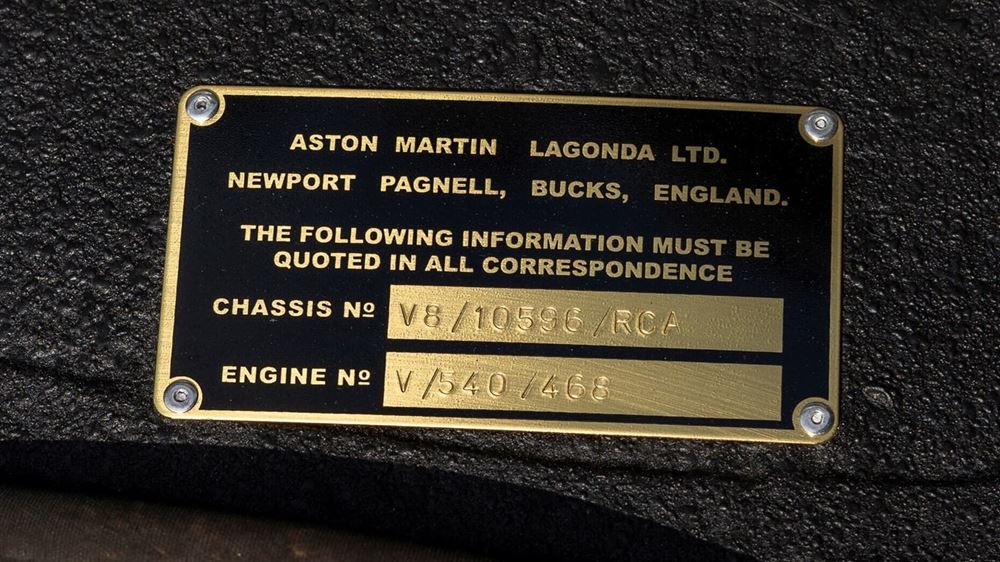 ASTON MARTIN LAGONDA LTD.
NEWPORT PAGNELL, BUCKS, ENGLAND.
THE FOLLOWING INFORMATION MUST BE
QUOTED IN ALL CORRESPONDENCE
CHASSIS Nº V8/10596/RCA
ENGINE Nº V/540/468